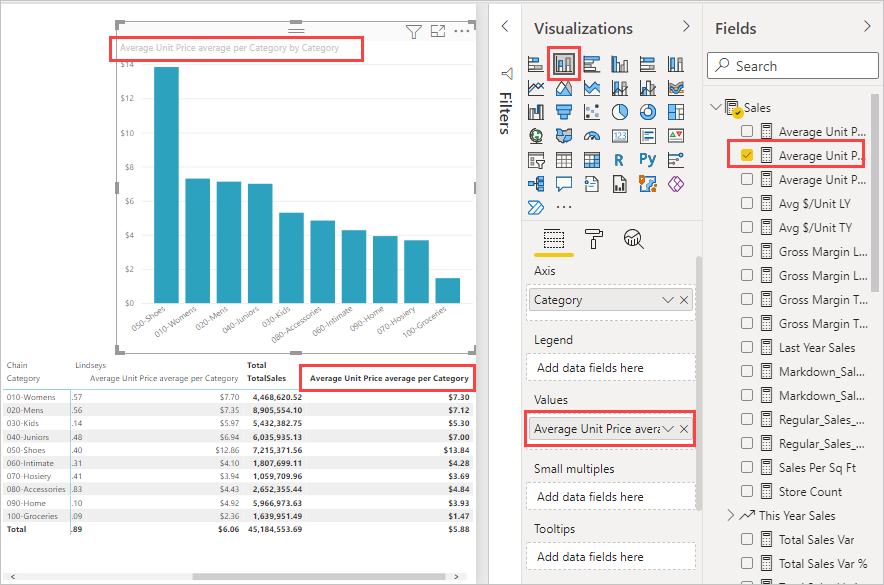 Average Unit Price average per Category by Category
$14
$12
$10
$8
$6
$4
$2
$0
050-Shoes
010-Womens
020-Mens
040-Juniors
030-Kids
080-Accessories
060-Intimate
090-Home
070-Hosiery
100-Groceries
Chain Lindseys Total
Category Average Unit Price average per Category TotalSales Average Unit Price average per Category
010-Womens .57 $7.70 4,468,620.52 $7.30
020-Mens .56 $7.35 8,905,554.10 $7.12
030-Kids .14 $5.97 5,432,382.75 $5.30
040-Juniors .48 $6.94 6,035,935.13 $7.00
050-Shoes .40 $12.86 7,215,371.56 $13.84
060-Intimate .31 $4.10 1,807,699.11 $4.28
070-Hosiery .41 $3.94 1,059,709.96 $3.69
080-Accessories .83 $4.43 2,652,355.44 $4.84
090-Home .10 $4.92 5,966,973.63 $3.93
100-Groceries .09 $2.36 1,639,951.49 $1.47
Total .89 $6.06 45,184,553.69 $5.88
Filters
Visualizations
123
R
Py
Axis
Category
Legend
Add data fields here
Values
Average Unit Price avera
Small multiples
Add data fields here
Tooltips
Add data fields here
Fields
Search
Sales
Average Unit P...
Average Unit P...
Average Unit P...
Avg $/Unit LY
Avg $/Unit TY
Gross Margin L...
Gross Margin L...
Gross Margin T...
Gross Margin T...
Last Year Sales
Markdown_Sal...
Markdown_Sal...
Regular_Sales_...
Regular_Sales_...
Sales Per Sq Ft
Store Count
This Year Sales
Total Sales Var
Total Sales Var %